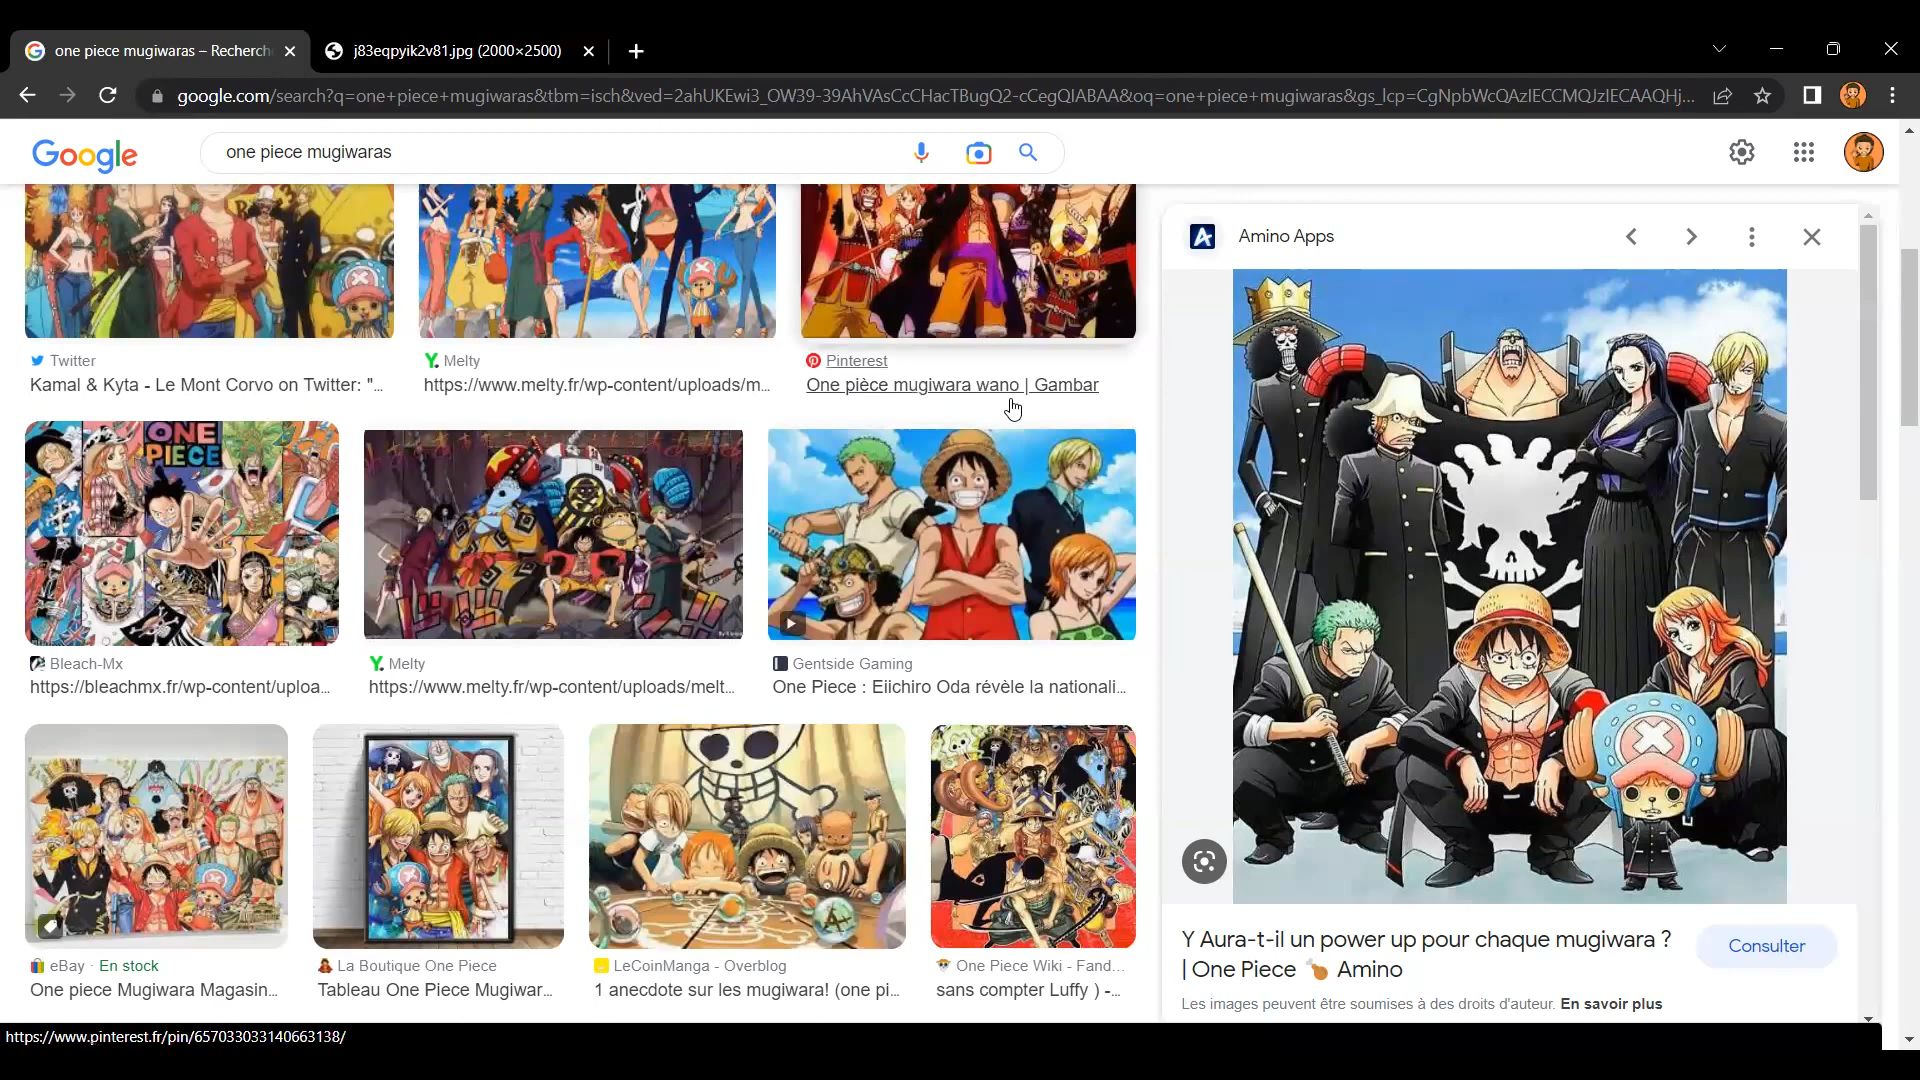 one piece mugiwaras – Recherch
j83eqpyik2v81.jpg (2000×2500)
google.com/search?q=one+piece+mugiwaras&tbm=isch&ved=2ahUKEwi3_OW39-39AhVAsCcCHacTBugQ2-cCegQIABAA&oq=one+piece+mugiwaras&gs_lcp=CgNpbWcQAzIECCMQJzIECAAQHj...
Google
one piece mugiwaras
Amino Apps
Twitter
Kamal & Kyta - Le Mont Corvo on Twitter: "...
Melty
https://www.melty.fr/wp-content/uploads/m...
Pinterest
One pièce mugiwara wano | Gambar
ONE
PIECE
Bleach-Mx
https://bleachmx.fr/wp-content/uploa...
Melty
https://www.melty.fr/wp-content/uploads/melt...
Gentside Gaming
One Piece : Eiichiro Oda révèle la nationali...
eBay · En stock
One piece Mugiwara Magasin...
La Boutique One Piece
Tableau One Piece Mugiwar...
LeCoinManga - Overblog
1 anecdote sur les mugiwara! (one pi...
One Piece Wiki - Fand...
sans compter Luffy ) -...
Y Aura-t-il un power up pour chaque mugiwara ?
| One Piece 🍗 Amino
Consulter
Les images peuvent être soumises à des droits d'auteur. En savoir plus
https://www.pinterest.fr/pin/657033033140663138/